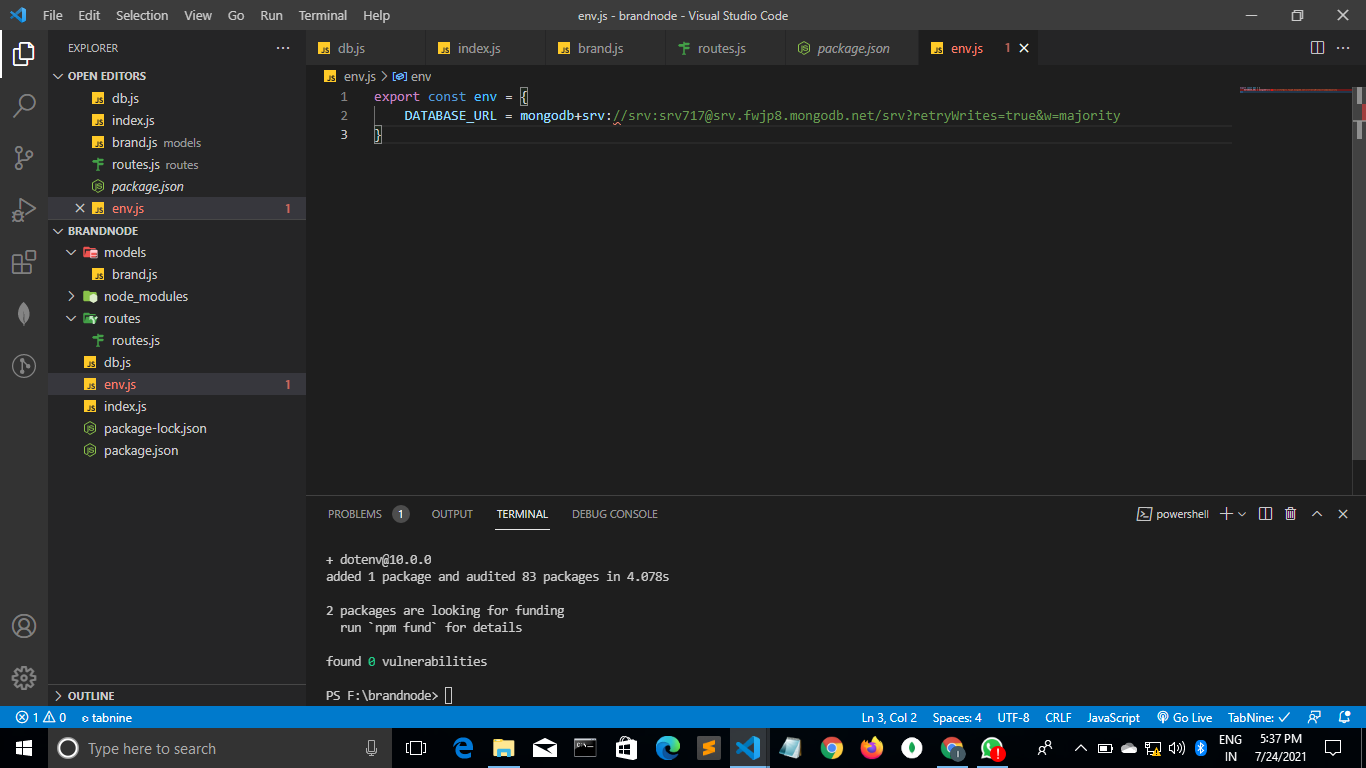 File Edit Selection View Go Run Terminal Help
env.js - brandnode - Visual Studio Code
EXPLORER
db.js index.js brand.js routes.js package.json env.js 1
OPEN EDITORS
db.js
index.js
brand.js models
routes.js routes
package.json
env.js 1
BRANDNODE
models
brand.js
node_modules
routes
routes.js
db.js
env.js 1
index.js
package-lock.json
package.json
OUTLINE
env.js > env
1 export const env = {
2 DATABASE_URL = mongodb+srv://srv:srv717@srv.fwjp8.mongodb.net/srv?retryWrites=true&w=majority
3 }
PROBLEMS 1 OUTPUT TERMINAL DEBUG CONSOLE
powershell
+ dotenv@10.0.0
added 1 package and audited 83 packages in 4.078s
2 packages are looking for funding
run `npm fund` for details
found 0 vulnerabilities
PS F:\brandnode>
1 0 tabnine
Ln 3, Col 2 Spaces: 4 UTF-8 CRLF JavaScript Go Live TabNine:
Type here to search
ENG
IN
5:37 PM
7/24/2021